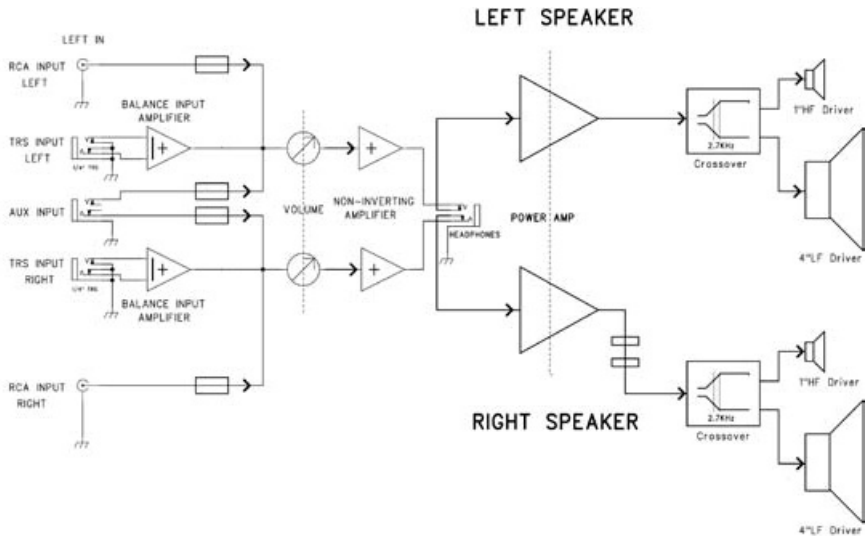 LEFT SPEAKER
LEFT IN
RCA INPUT
LEFT
BALANCE INPUT
AMPLIFIER
TRS INPUT
LEFT
1/4" TRS
AUX INPUT
TRS INPUT
RIGHT
1/4" TRS
BALANCE INPUT
AMPLIFIER
RCA INPUT
RIGHT
VOLUME
NON-INVERTING
AMPLIFIER
HEADPHONES
POWER AMP
2.7KHz
Crossover
1"HF Driver
4"LF Driver
RIGHT SPEAKER
2.7KHz
Crossover
1"HF Driver
4"LF Driver